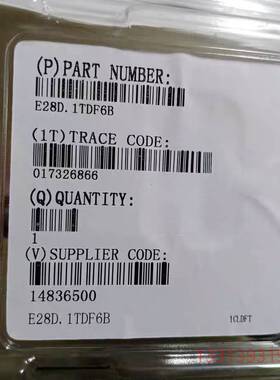 (P)PART NUMBER:
E28D.1TDF6B
(1T)TRACE CODE:
017326866
(Q)QUANTITY:
1
(V)SUPPLIER CODE:
14836500
E28D.1TDF6B 1CLDFT